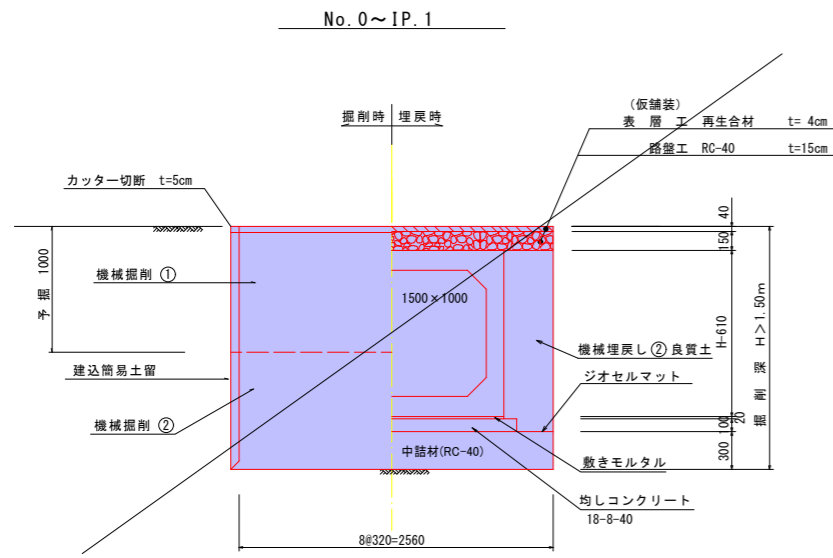 No.0～IP.1
掘削時 埋戻時
(仮舗装)
表 層 工 再生合材 t= 4cm
路盤工 RC-40 t=15cm
カッター切断 t=5cm
予掘 1000
機械掘削 ①
建込簡易土留
機械掘削 ②
1500×1000
機械埋戻し ② 良質土
ジオセルマット
中詰材(RC-40)
敷きモルタル
均しコンクリート
18-8-40
8@320=2560
40
150
H-610
20
100
300
掘 削 深 H＞1.50m